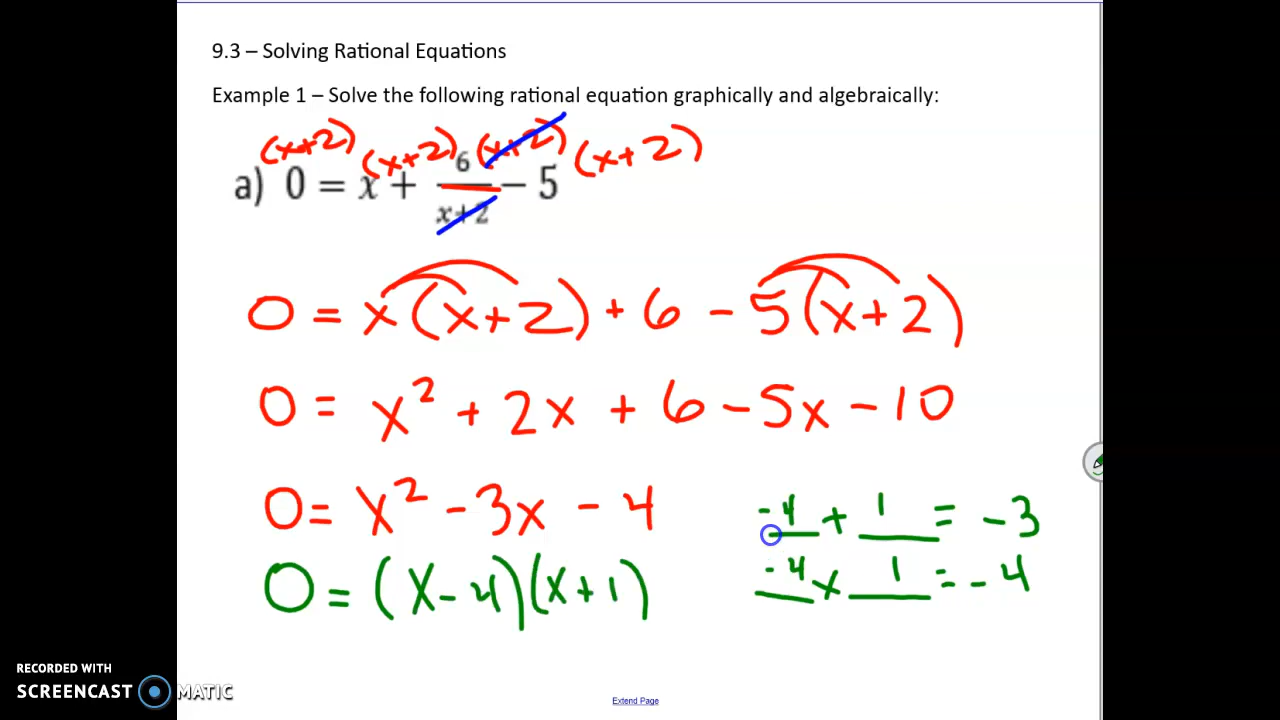 9.3 – Solving Rational Equations
Example 1 – Solve the following rational equation graphically and algebraically:
(x+2) (x+2) (x+2) (x+2)
a) 0 = x + 6/(x+2) − 5
0 = x(x+2) + 6 − 5(x+2)
0 = x² + 2x + 6 − 5x − 10
0 = x² − 3x − 4
-4 + 1 = −3
0 = (x−4)(x+1)
-4 x 1 = −4
RECORDED WITH
SCREENCAST MATIC
Extend Page